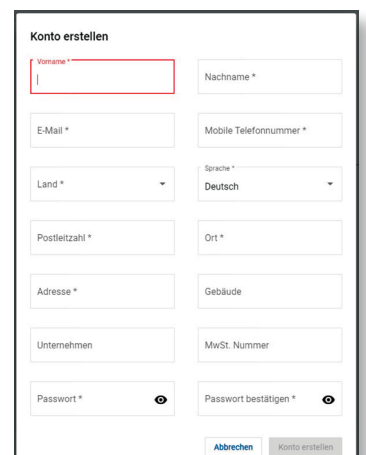 Konto erstellen
Vorname *
Nachname *
E-Mail *
Mobile Telefonnummer *
Land *
Sprache *
Deutsch
Postleitzahl *
Ort *
Adresse *
Gebäude
Unternehmen
MwSt. Nummer
Passwort *
Passwort bestätigen *
Abbrechen
Konto erstellen